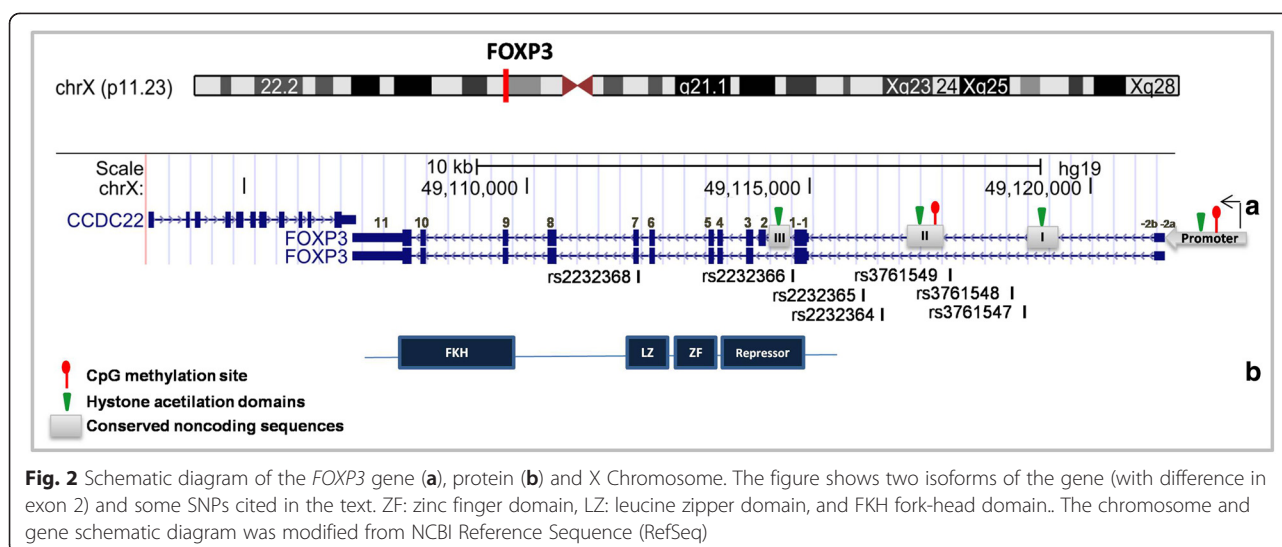 FOXP3
chrX (p11.23)
22.2
q21.1
Xq23
24
Xq25
Xq28
Scale
10 kb
hg19
chrX:
49,110,000
49,115,000
49,120,000
a
CCDC22
11
10
9
8
7
6
5
4
3
2
1
-1
-2b
-2a
III
II
I
Promoter
FOXP3
FOXP3
rs2232368
rs2232366
rs3761549
rs2232365
rs3761548
rs2232364
rs3761547
FKH
LZ
ZF
Repressor
b
CpG methylation site
Hystone acetilation domains
Conserved noncoding sequences
Fig. 2 Schematic diagram of the FOXP3 gene (a), protein (b) and X Chromosome. The figure shows two isoforms of the gene (with difference in
exon 2) and some SNPs cited in the text. ZF: zinc finger domain, LZ: leucine zipper domain, and FKH fork-head domain.. The chromosome and
gene schematic diagram was modified from NCBI Reference Sequence (RefSeq)